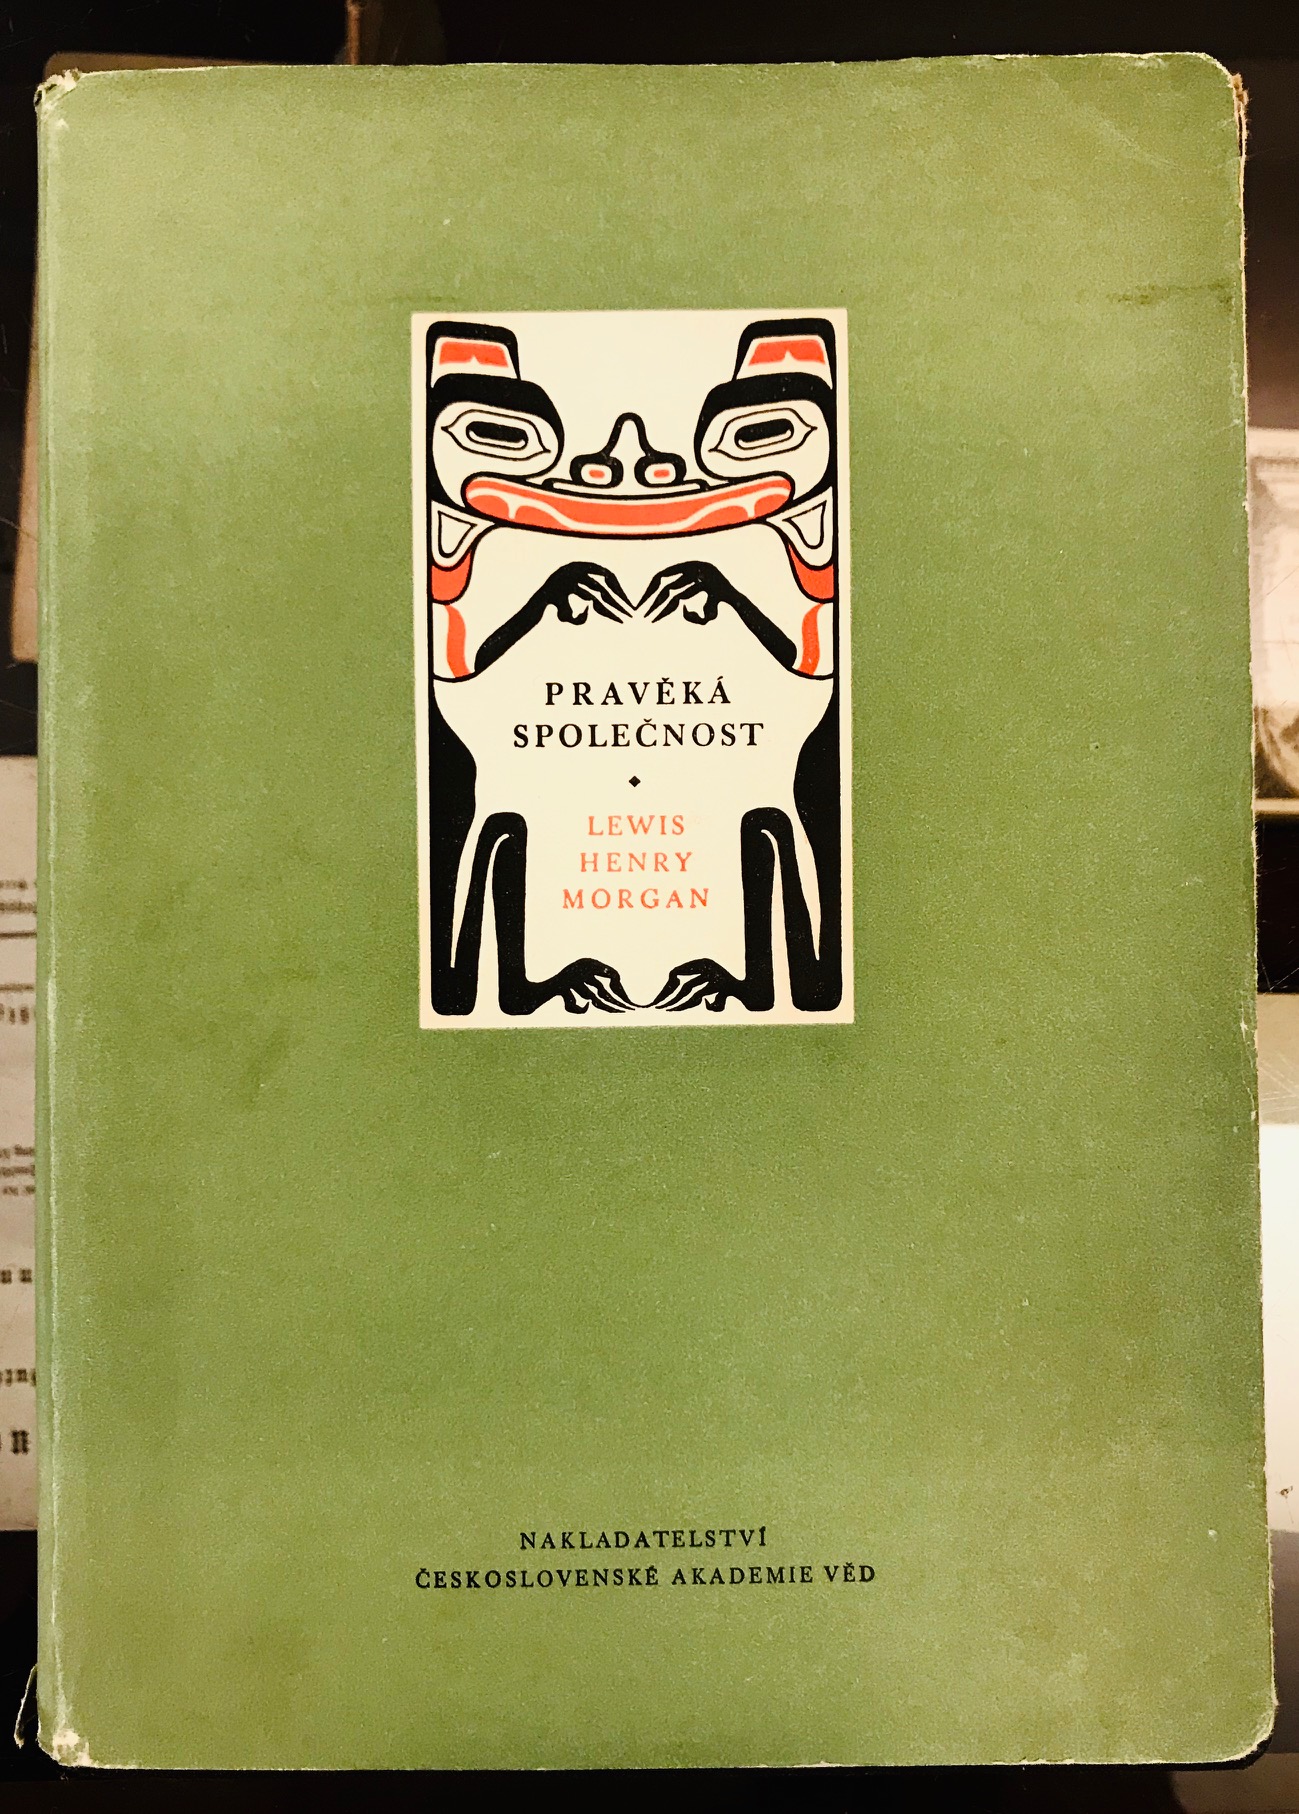 PRAVĚKÁ
SPOLEČNOST
LEWIS
HENRY
MORGAN
NAKLADATELSTVÍ
ČESKOSLOVENSKÉ AKADEMIE VĚD